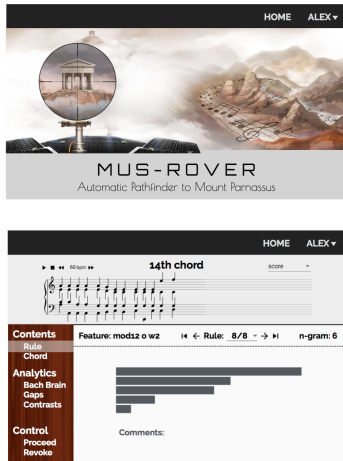 HOME ALEX
MUS-ROVER
Automatic Pathfinder to Mount Parnassus
HOME ALEX
60 bpm 14th chord score
Contents Feature: mod12 o w2 Rule: 8/8 n-gram: 6
Rule
Chord
Analytics
Bach Brain
Gaps
Contrasts
Control Comments:
Proceed
Revoke